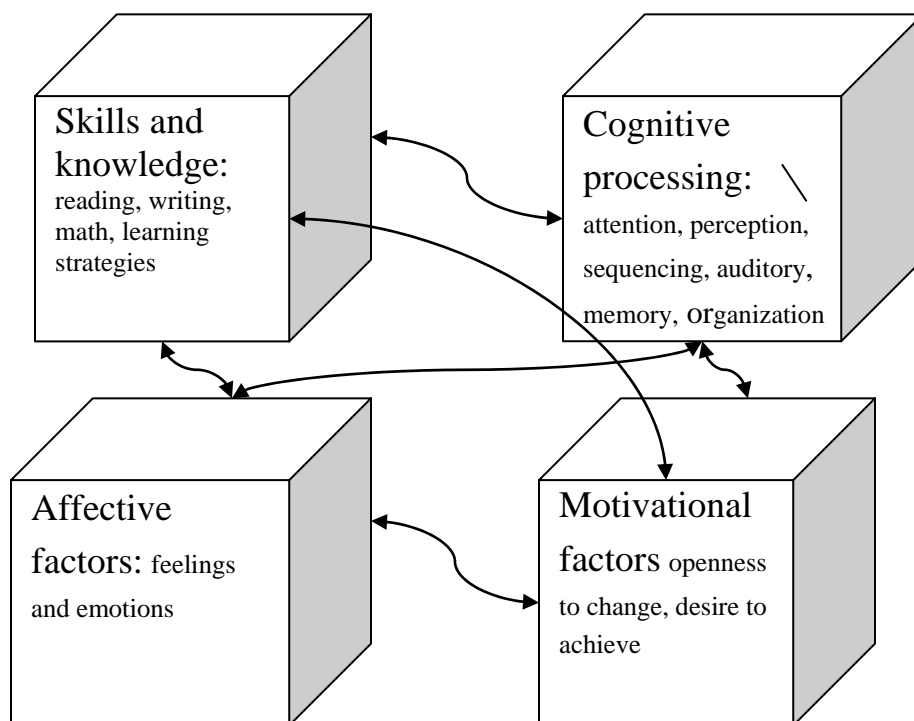 Skills and
knowledge:
reading, writing,
math, learning
strategies
Cognitive
processing: \
attention, perception,
sequencing, auditory,
memory, organization
Affective
factors: feelings
and emotions
Motivational
factors openness
to change, desire to
achieve